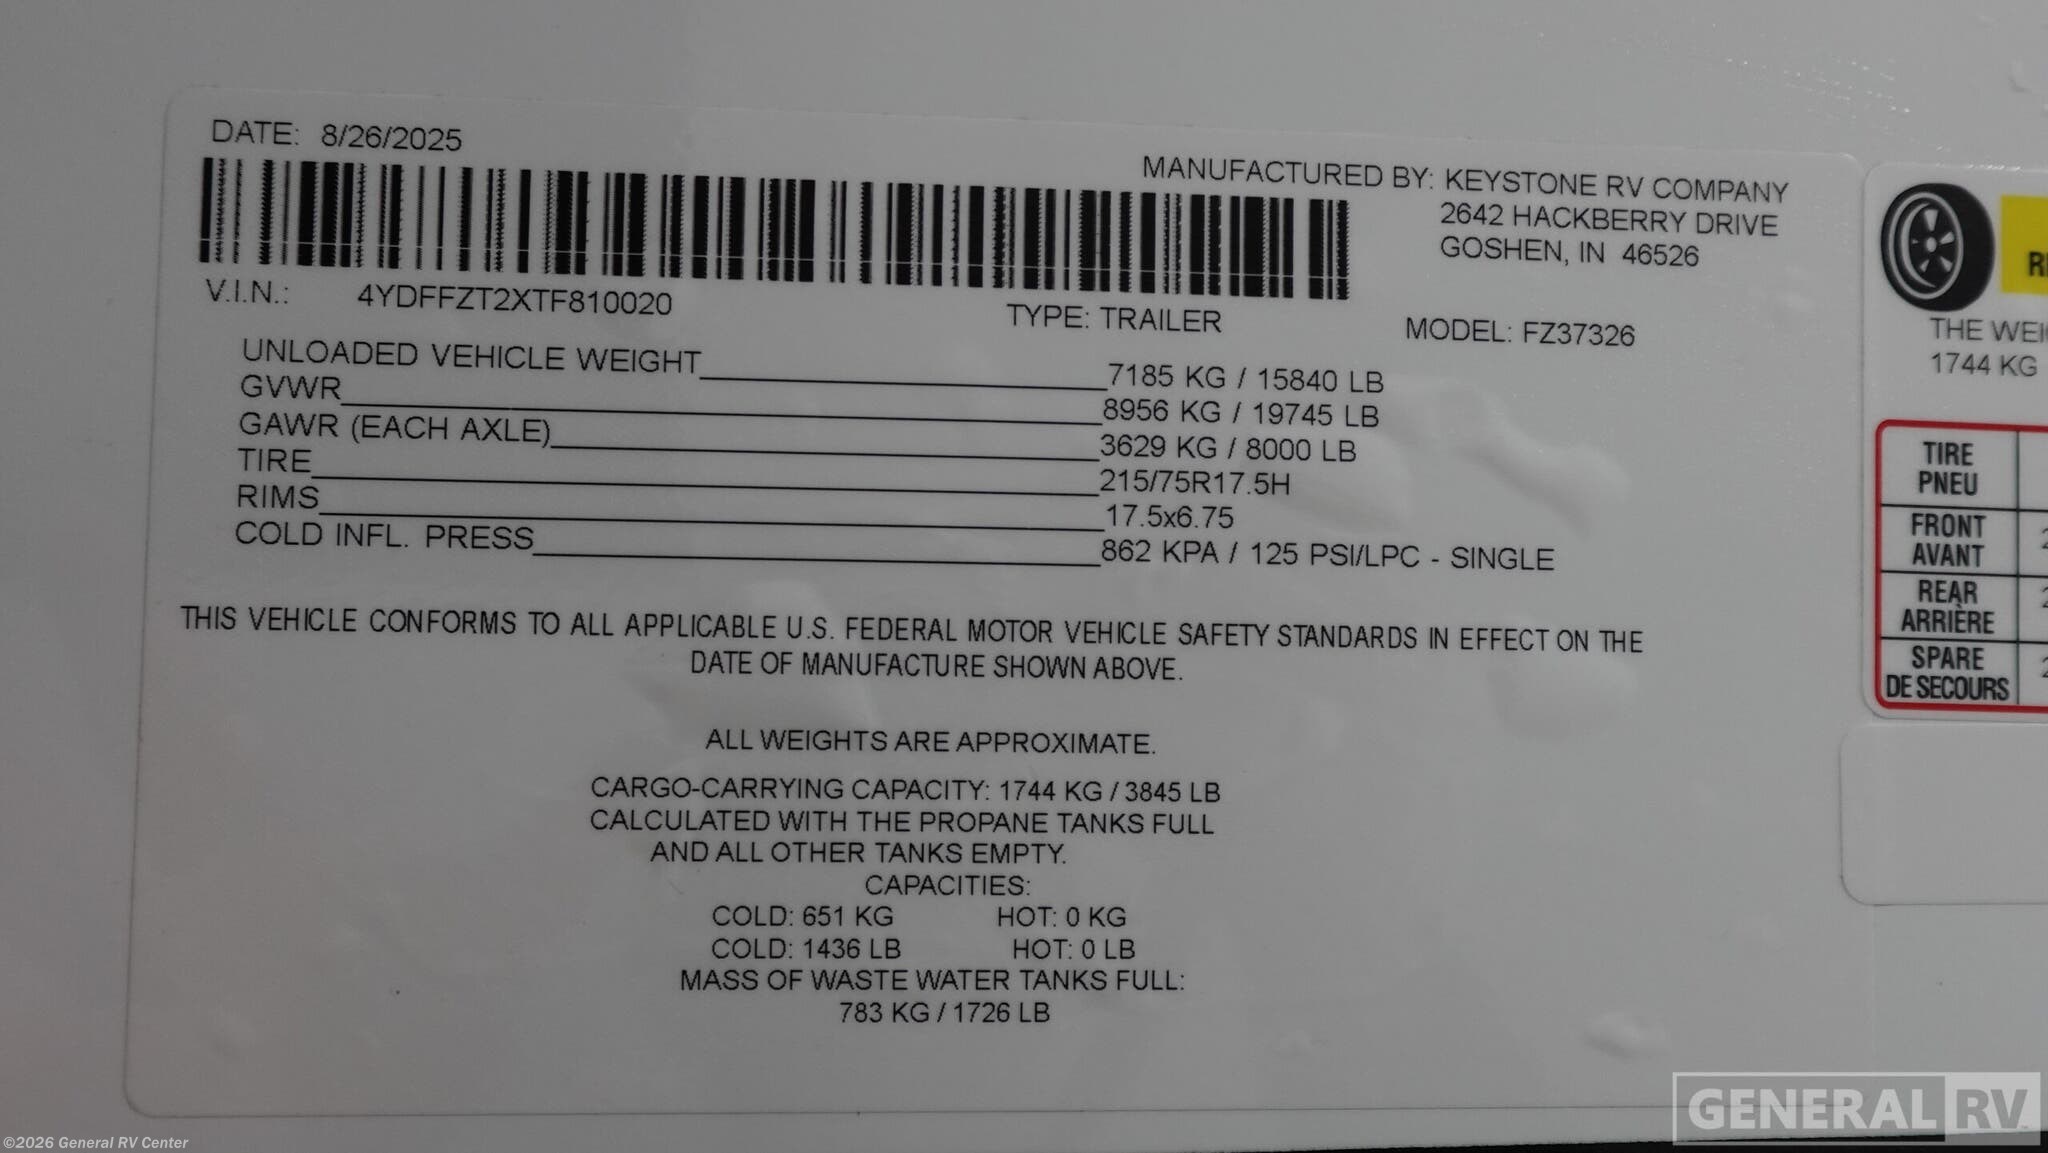 DATE: 8/26/2025
MANUFACTURED BY: KEYSTONE RV COMPANY
2642 HACKBERRY DRIVE
GOSHEN, IN 46526
V.I.N.: 4YDFFZT2XTF810020
TYPE: TRAILER
MODEL: FZ37326
UNLOADED VEHICLE WEIGHT 7185 KG / 15840 LB
GVWR 8956 KG / 19745 LB
GAWR (EACH AXLE) 3629 KG / 8000 LB
TIRE 215/75R17.5H
RIMS 17.5x6.75
COLD INFL. PRESS 862 KPA / 125 PSI/LPC - SINGLE
THIS VEHICLE CONFORMS TO ALL APPLICABLE U.S. FEDERAL MOTOR VEHICLE SAFETY STANDARDS IN EFFECT ON THE
DATE OF MANUFACTURE SHOWN ABOVE.
ALL WEIGHTS ARE APPROXIMATE.
CARGO-CARRYING CAPACITY: 1744 KG / 3845 LB
CALCULATED WITH THE PROPANE TANKS FULL
AND ALL OTHER TANKS EMPTY.
CAPACITIES:
COLD: 651 KG HOT: 0 KG
COLD: 1436 LB HOT: 0 LB
MASS OF WASTE WATER TANKS FULL:
783 KG / 1726 LB
THE
1744 KG
TIRE
PNEU
FRONT
AVANT
REAR
ARRIÈRE
SPARE
DE SECOURS
GENERAL RV
©2026 General RV Center